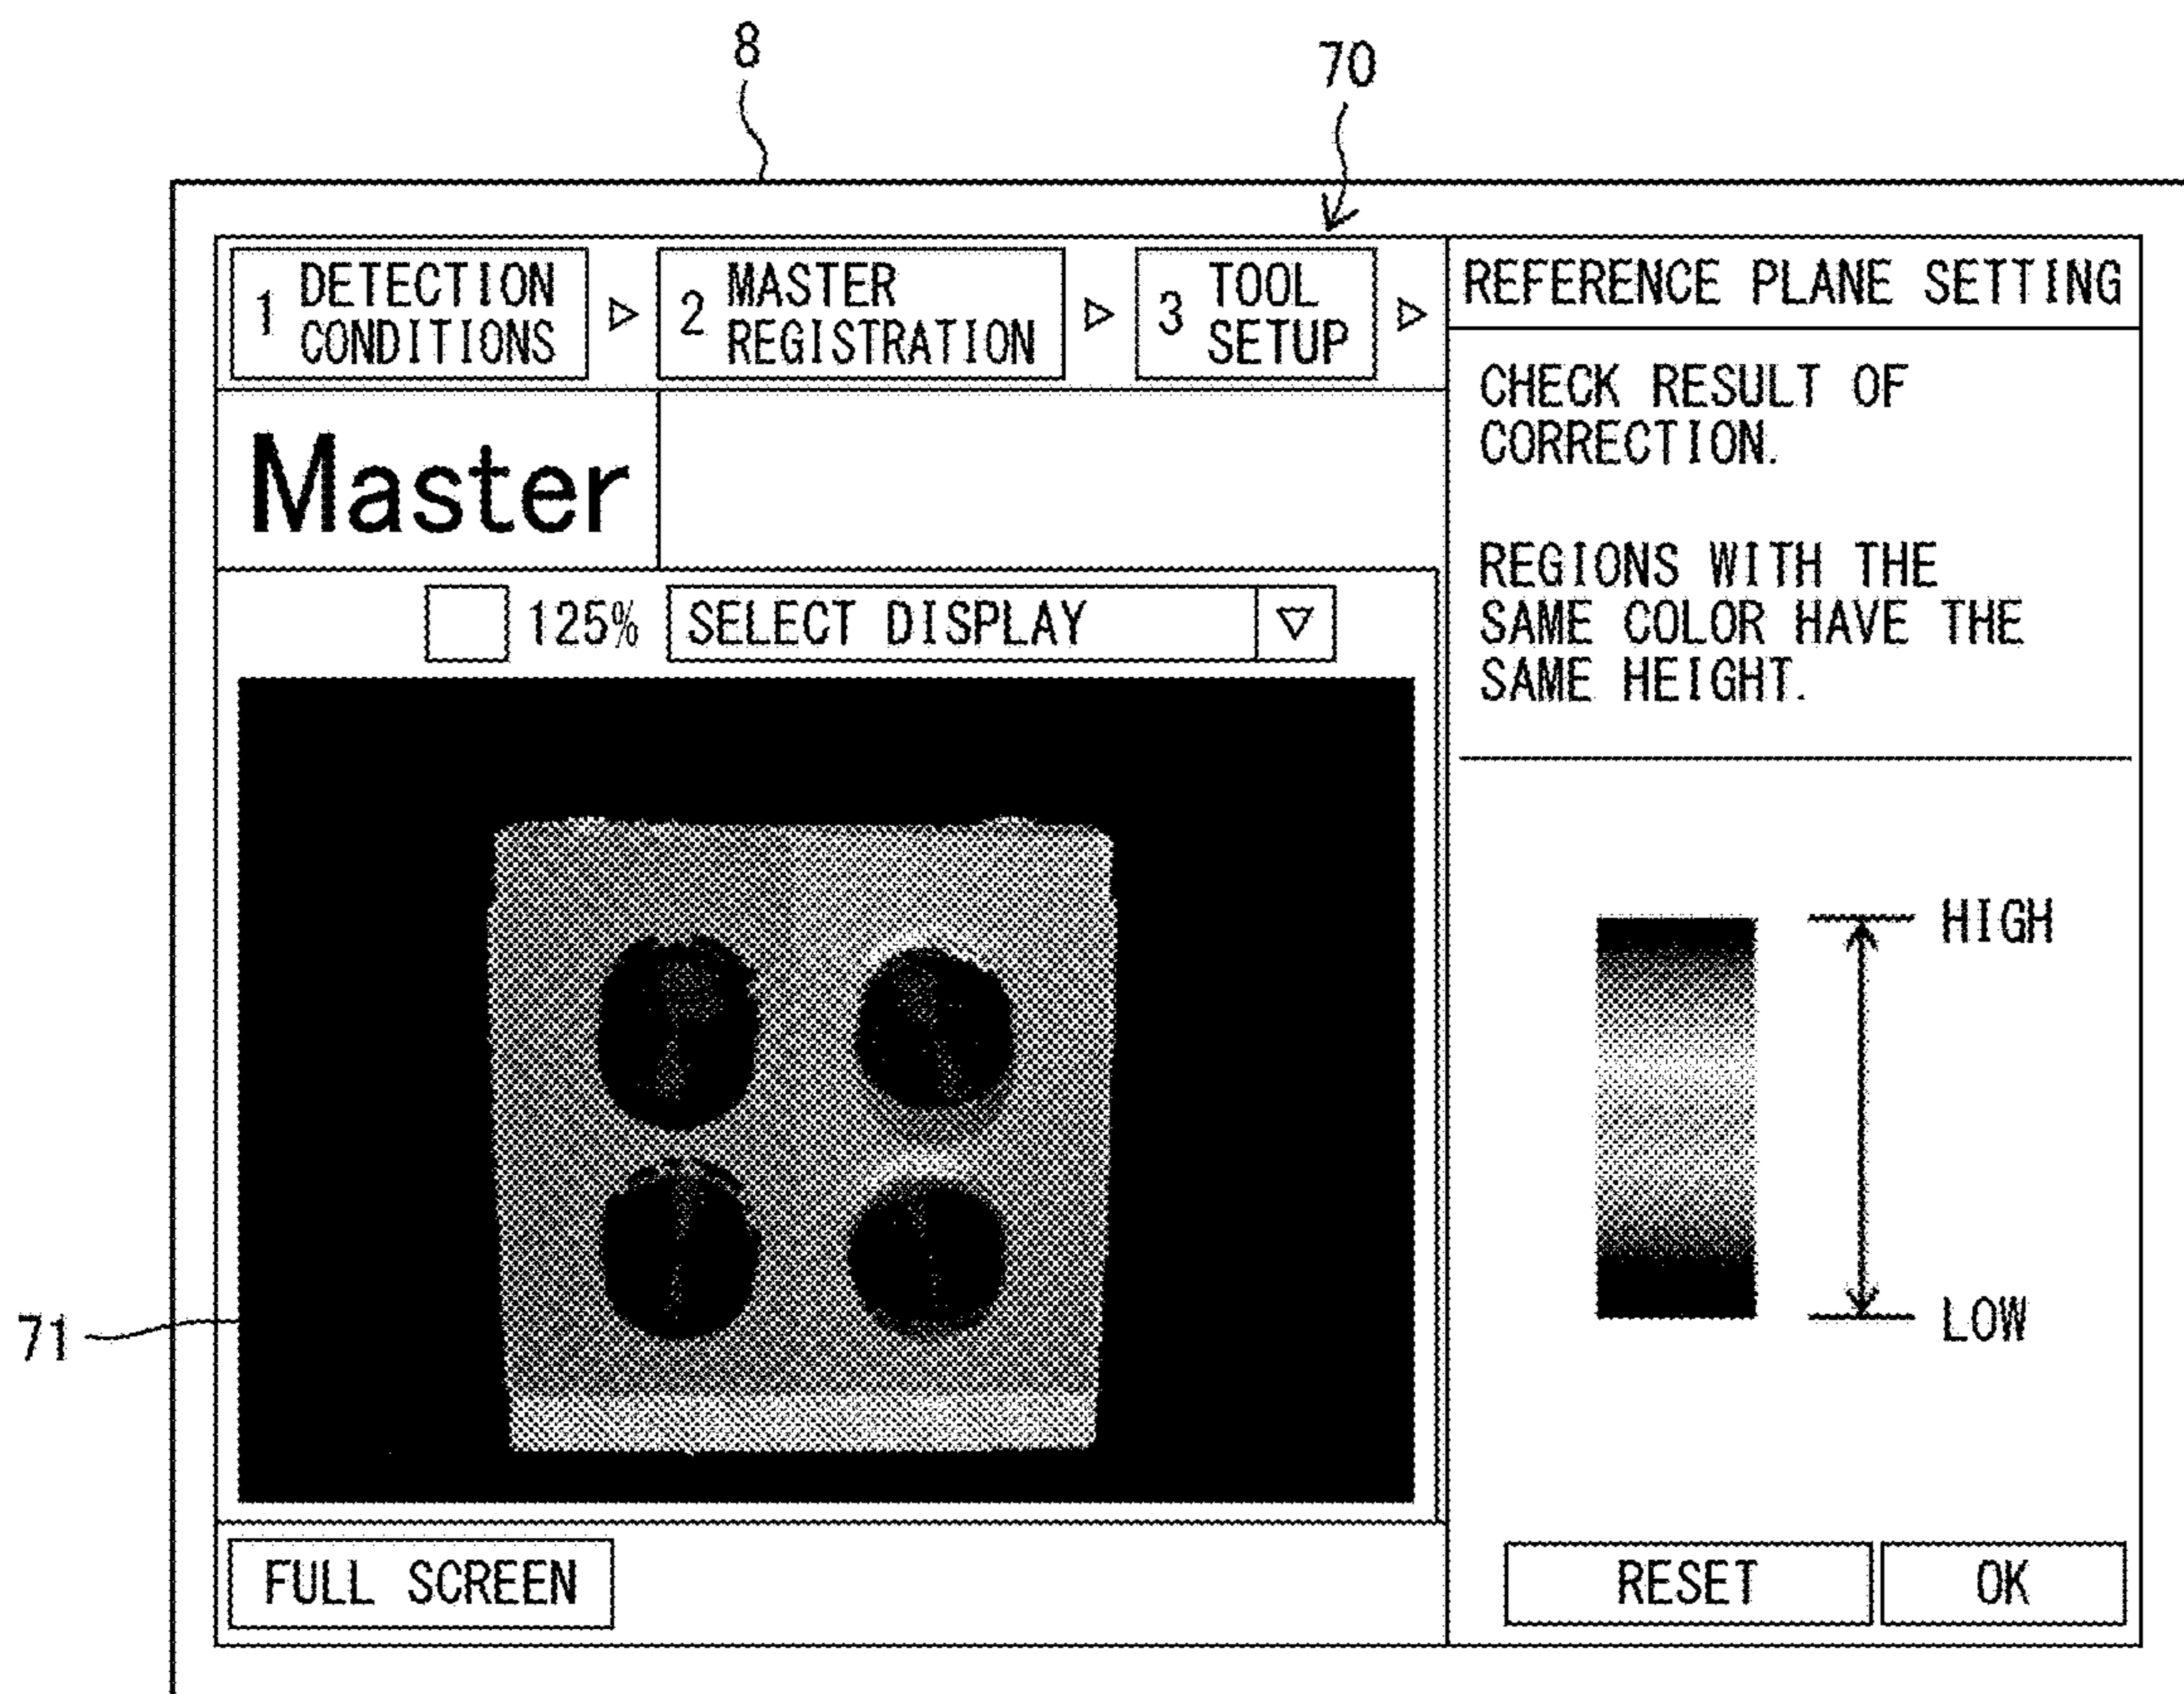 8
70
1 DETECTION CONDITIONS
2 MASTER REGISTRATION
3 TOOL SETUP
REFERENCE PLANE SETTING
CHECK RESULT OF
CORRECTION.
REGIONS WITH THE
SAME COLOR HAVE THE
SAME HEIGHT.
Master
125%
SELECT DISPLAY
HIGH
LOW
71
FULL SCREEN
RESET
OK